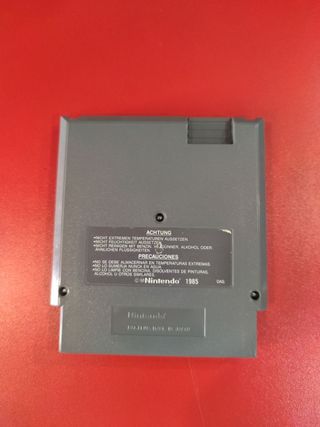 ACHTUNG
•NICHT EXTREMEN TEMPERATUREN AUSSETZEN.
•NICHT FEUCHTIGKEIT AUSSETZEN.
•NICHT REINIGEN MIT BENZIN, ALKOHOL ODER
ÄHNLICHEN FLÜSSIGKEITEN.
PRECAUCIONES
•NO SE DEBE ALMACENAR EN TEMPERATURAS EXTREMAS.
•NO LO SUMERJA NUNCA EN AGUA.
•NO LO LIMPIE CON BENCINA, DISOLVENTES DE PINTURAS,
ALCOHOL U OTROS SIMILARES.
©Nintendo 1985
Nintendo